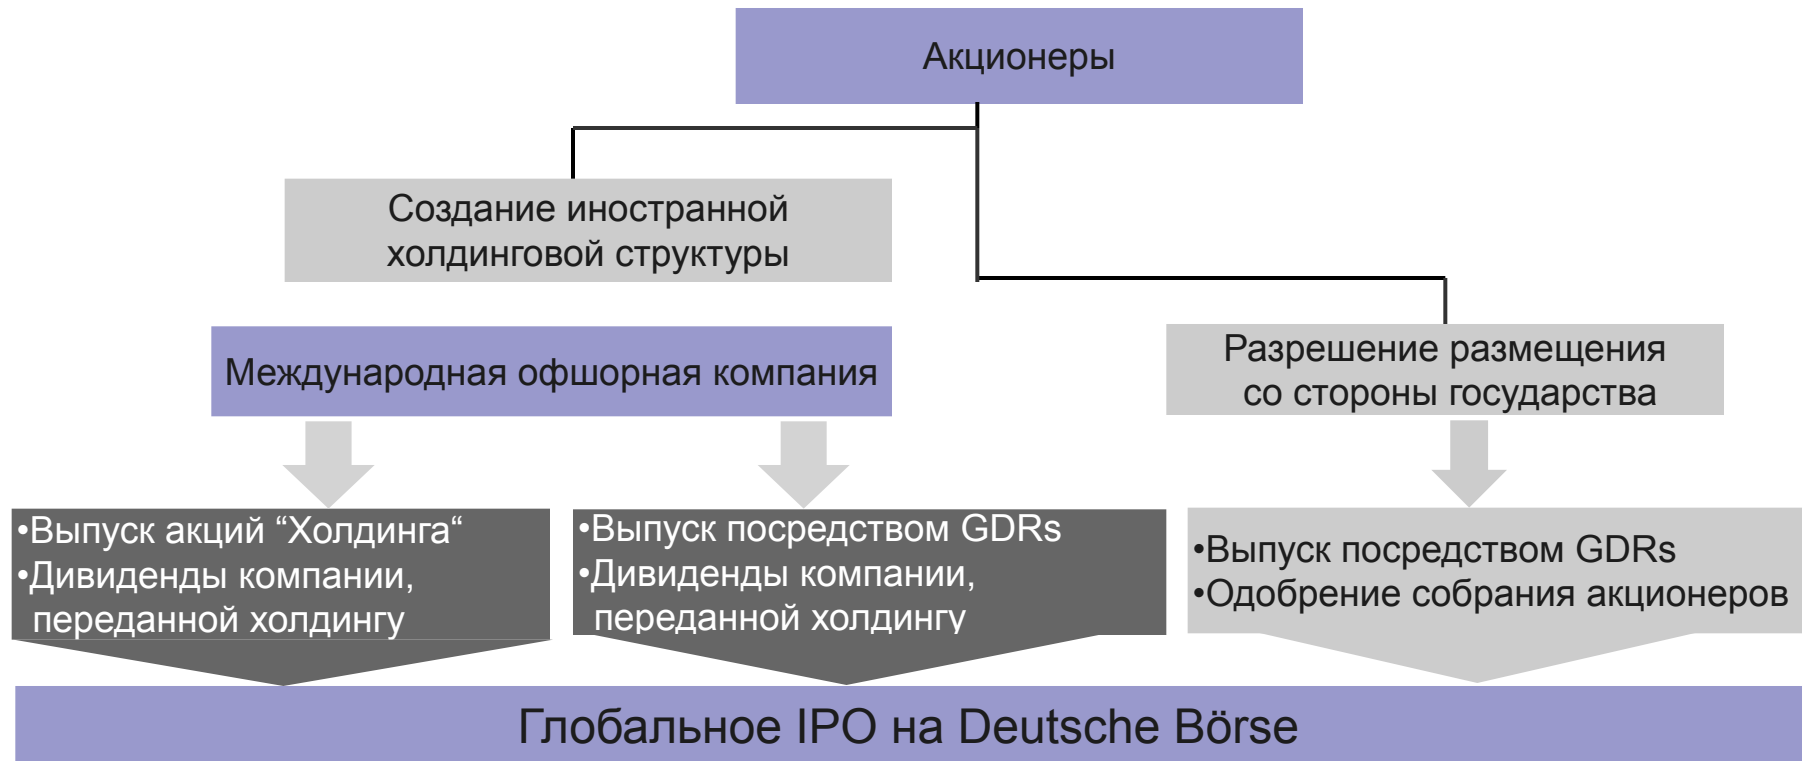 Акционеры
Создание иностранной
холдинговой структуры
Международная офшорная компания
Разрешение размещения
со стороны государства
•Выпуск акций “Холдинга“
•Дивиденды компании,
переданной холдингу
•Выпуск посредством GDRs
•Дивиденды компании,
переданной холдингу
•Выпуск посредством GDRs
•Одобрение собрания акционеров
Глобальное IPO на Deutsche Börse